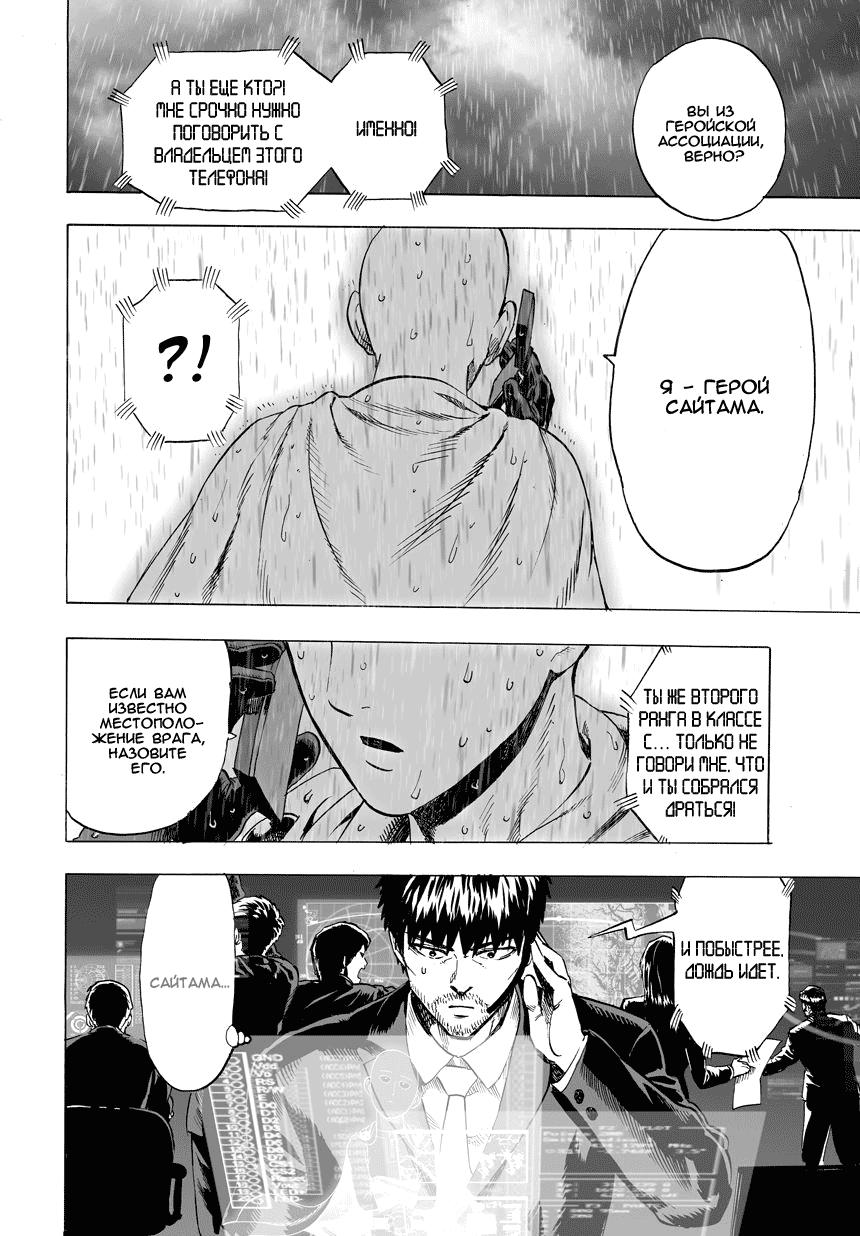 ВЫ ИЗ
ГЕРОЙСКОЙ
АССОЦИАЦИИ,
ВЕРНО?
ИМЕННО!
А ТЫ ЕЩЕ КТО?!
МНЕ СРОЧНО НУЖНО
ПОГОВОРИТЬ С
ВЛАДЕЛЬЦЕМ ЭТОГО
ТЕЛЕФОНА!
Я - ГЕРОЙ
САЙТАМА.
?!
ТЫ ЖЕ ВТОРОГО
РАНГА В КЛАССЕ
С... ТОЛЬКО НЕ
ГОВОРИ МНЕ, ЧТО
И ТЫ СОБРАЛСЯ
ДРАТЬСЯ!
ЕСЛИ ВАМ
ИЗВЕСТНО
МЕСТОПОЛО-
ЖЕНИЕ ВРАГА,
НАЗОВИТЕ
ЕГО.
И ПОБЫСТРЕЕ,
ДОЖДЬ ИДЕТ.
САЙТАМА...
GND
RS
R/W
E